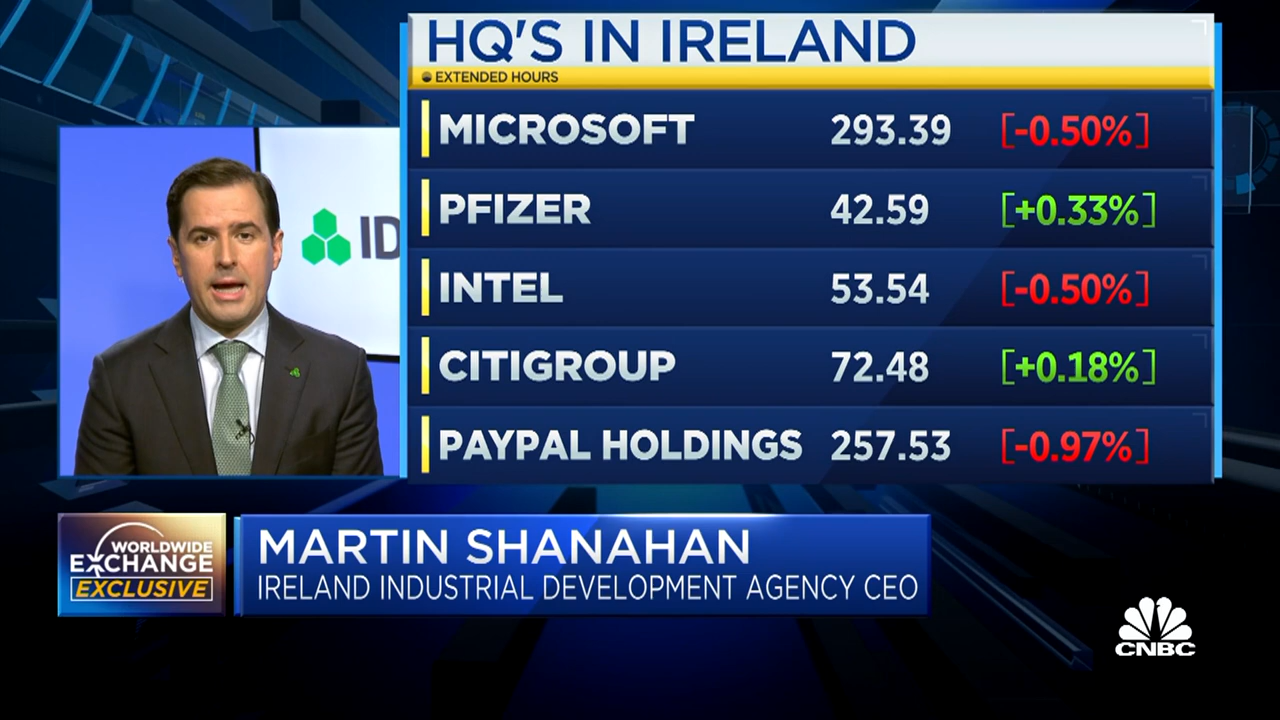 HQ'S IN IRELAND
EXTENDED HOURS
MICROSOFT 293.39 [-0.50%]
PFIZER 42.59 [+0.33%]
INTEL 53.54 [-0.50%]
CITIGROUP 72.48 [+0.18%]
PAYPAL HOLDINGS 257.53 [-0.97%]
ID
WORLDWIDE
EXCHANGE
EXCLUSIVE
MARTIN SHANAHAN
IRELAND INDUSTRIAL DEVELOPMENT AGENCY CEO
CNBC